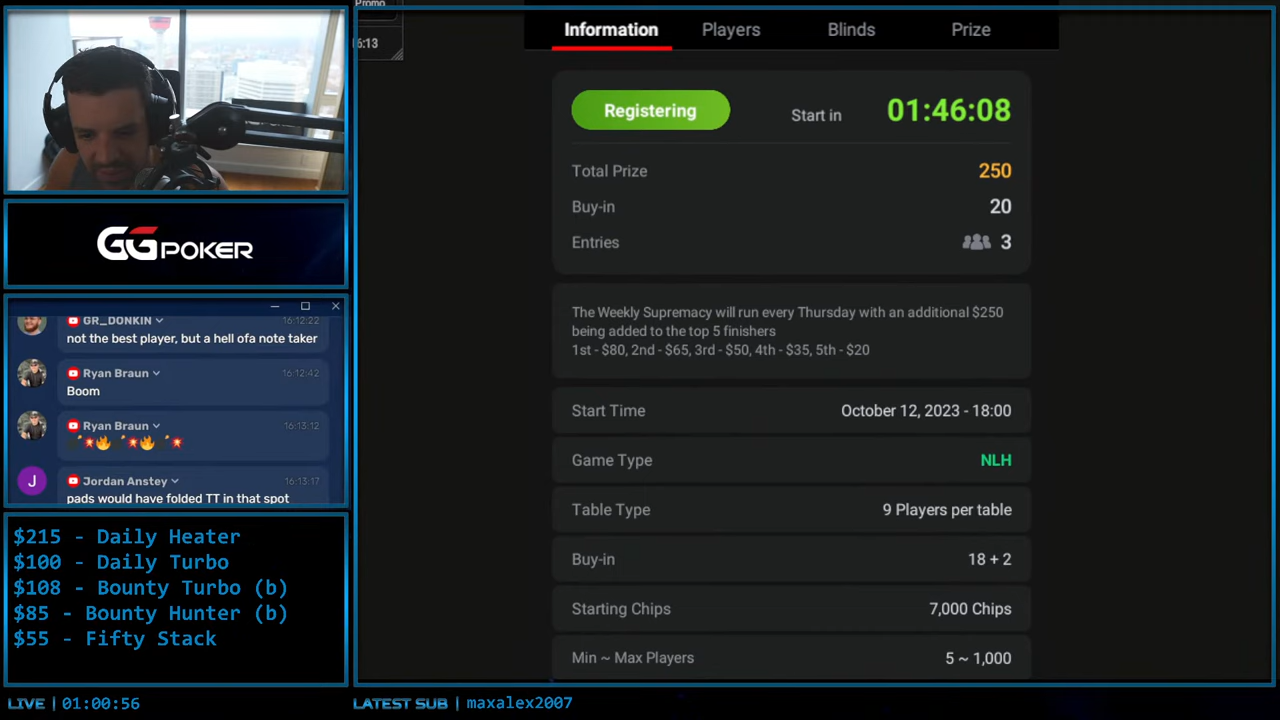 Promo
16:13
Information
Players
Blinds
Prize
Registering
Start in
01:46:08
Total Prize
250
Buy-in
20
Entries
3
The Weekly Supremacy will run every Thursday with an additional $250
being added to the top 5 finishers
1st - $80, 2nd - $65, 3rd - $50, 4th - $35, 5th - $20
Start Time
October 12, 2023 - 18:00
Game Type
NLH
Table Type
9 Players per table
Buy-in
18 + 2
Starting Chips
7,000 Chips
Min ~ Max Players
5 ~ 1,000
GG POKER
GR_DONKIN
16:12:22
not the best player, but a hell ofa note taker
Ryan Braun
16:12:42
Boom
Ryan Braun
16:13:12
J
Jordan Anstey
16:13:17
pads would have folded TT in that spot
$215 - Daily Heater
$100 - Daily Turbo
$108 - Bounty Turbo (b)
$85 - Bounty Hunter (b)
$55 - Fifty Stack
LIVE | 01:00:56
LATEST SUB | maxalex2007